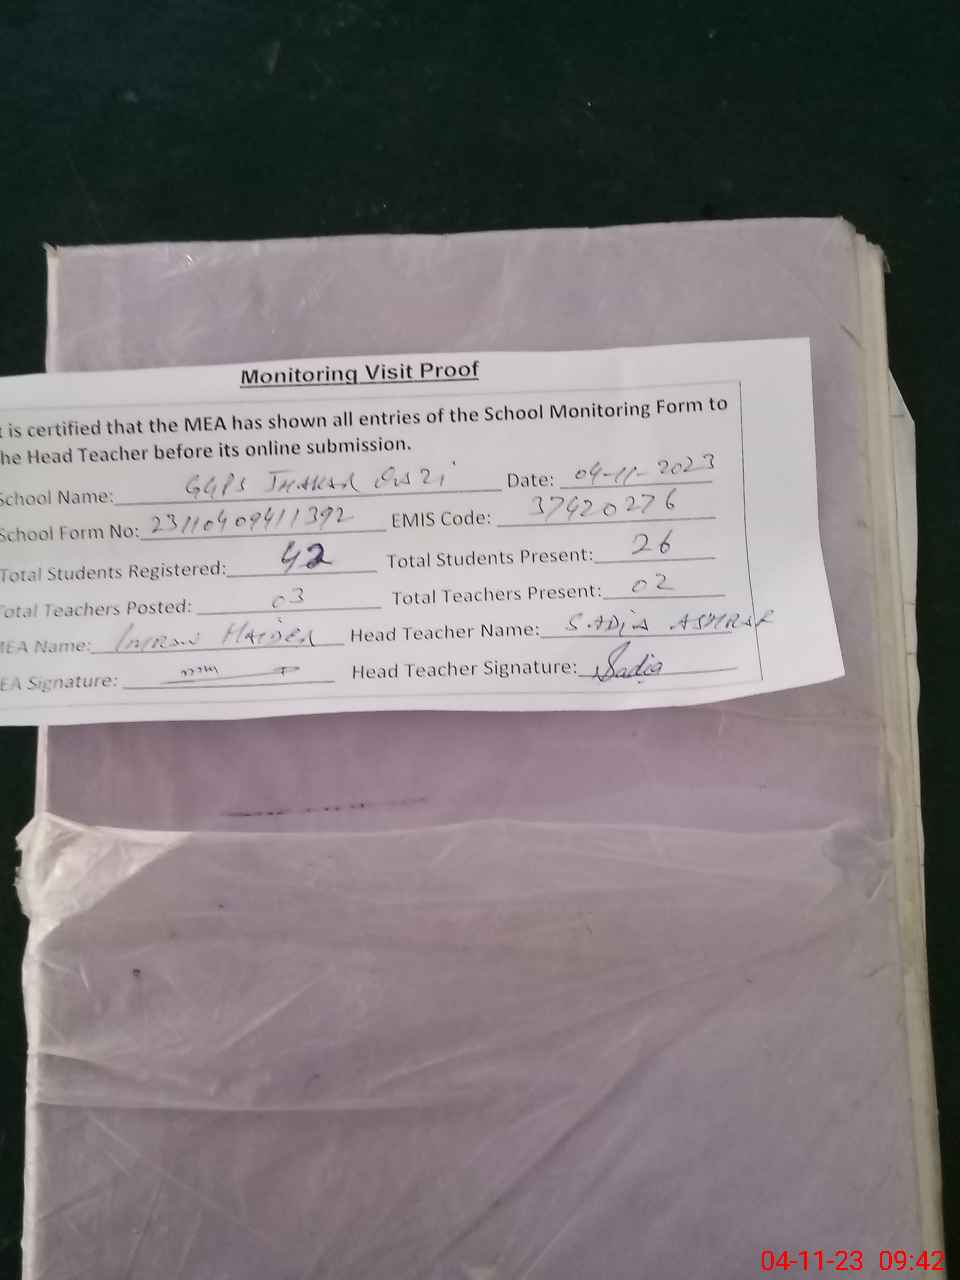 Monitoring Visit Proof
t is certified that the MEA has shown all entries of the School Monitoring Form to
he Head Teacher before its online submission.
School Name: GGPS JHAKAR Date: 04-11-2023
School Form No: 23110409411392 EMIS Code: 37420276
Total Students Registered: 42 Total Students Present: 26
Total Teachers Posted: 03 Total Teachers Present: 02
MEA Name: IMRAN HAIDER Head Teacher Name: SADIA ASHRAF
EA Signature: Head Teacher Signature: Sadia
04-11-23 09:42